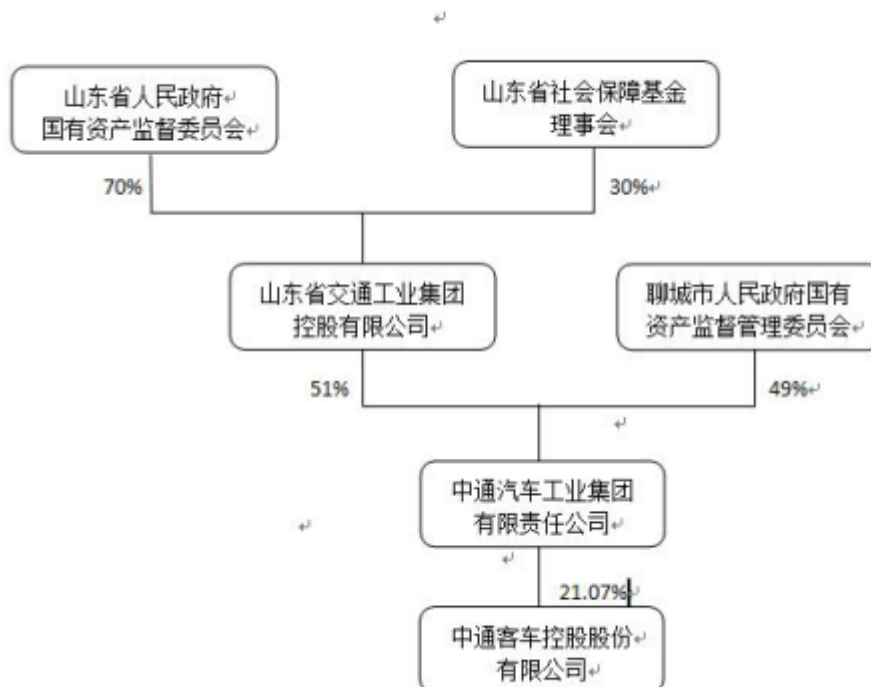 山东省人民政府
国有资产监督委员会
山东省社会保障基金
理事会
70%
30%
山东省交通工业集团
控股有限公司
聊城市人民政府国有
资产监督管理委员会
51%
49%
中通汽车工业集团
有限责任公司
21.07%
中通客车控股股份
有限公司